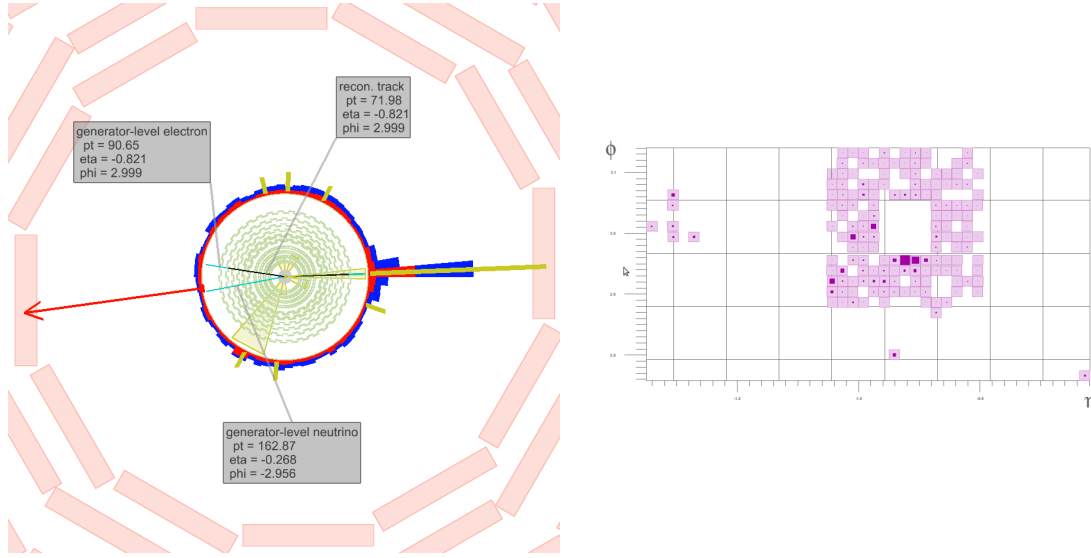 recon. track
pt = 71.98
eta = -0.821
phi = 2.999
generator-level electron
pt = 90.65
eta = -0.821
phi = 2.999
generator-level neutrino
pt = 162.87
eta = -0.268
phi = -2.956
ϕ
η